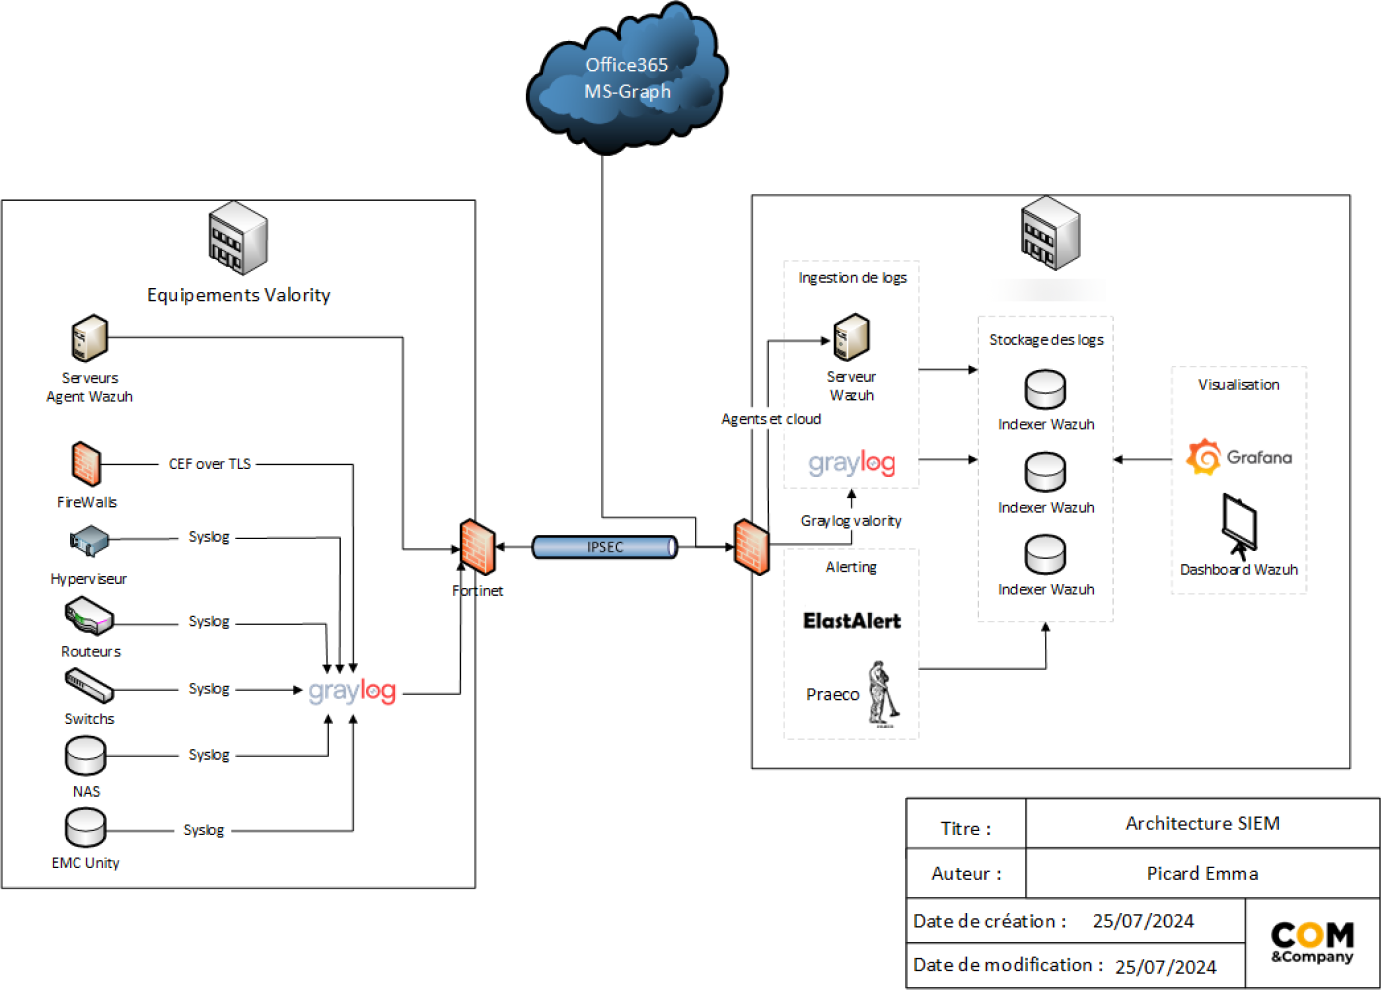 Office365
MS-Graph
Equipements Valority
Serveurs
Agent Wazuh
CEF over TLS
FireWalls
Syslog
Hyperviseur
Syslog
Routeurs
Syslog
Switchs
graylog
Syslog
NAS
Syslog
EMC Unity
Fortinet
IPSEC
Ingestion de logs
Serveur
Wazuh
Agents et cloud
graylog
Graylog valority
Alerting
ElastAlert
Praeco
Stockage des logs
Indexer Wazuh
Indexer Wazuh
Indexer Wazuh
Visualisation
Grafana
Dashboard Wazuh
Titre :
Architecture SIEM
Auteur :
Picard Emma
Date de création :
25/07/2024
Date de modification :
25/07/2024
COM
&Company